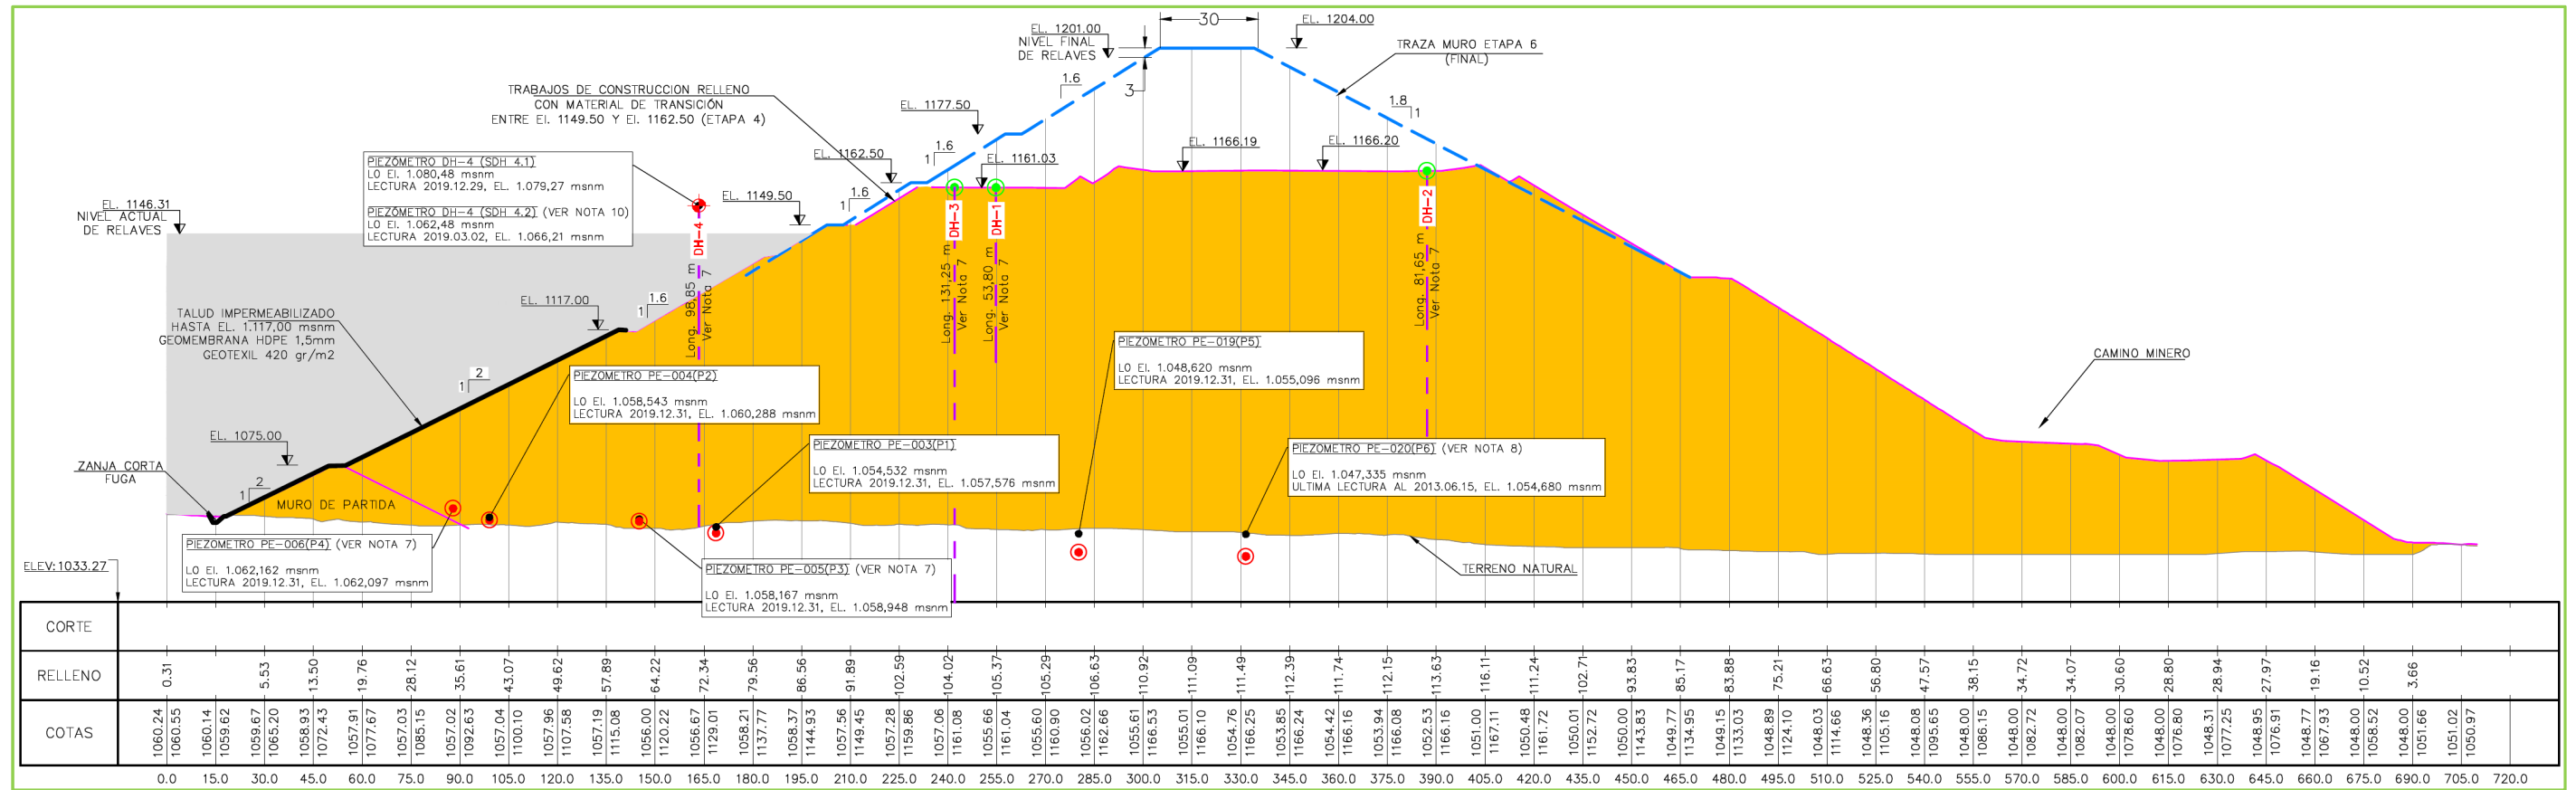 30
EL. 1201.00
NIVEL FINAL
DE RELAVES
EL. 1204.00
TRAZA MURO ETAPA 6
(FINAL)
3
1.6
1
1.8
1
TRABAJOS DE CONSTRUCCION RELLENO
CON MATERIAL DE TRANSICIÓN
ENTRE El. 1149.50 Y El. 1162.50 (ETAPA 4)
EL. 1177.50
1.6
1
EL. 1162.50
EL. 1161.03
EL. 1166.19
EL. 1166.20
PIEZÓMETRO DH-4 (SDH 4.1)
LO El. 1.080,48 msnm
LECTURA 2019.12.29, EL. 1.079,27 msnm
PIEZÓMETRO DH-4 (SDH 4.2) (VER NOTA 10)
LO El. 1.062,48 msnm
LECTURA 2019.03.02, EL. 1.066,21 msnm
EL. 1149.50
1.6
1
EL. 1146.31
NIVEL ACTUAL
DE RELAVES
DH-4
Long. 98,85 m
Ver Nota 7
DH-3
Long. 131,25 m
Ver Nota 7
DH-1
Long. 53,80 m
Ver Nota 7
DH-2
Long. 81,65 m
Ver Nota 7
EL. 1117.00
1.6
1
TALUD IMPERMEABILIZADO
HASTA EL. 1.117,00 msnm
GEOMEMBRANA HDPE 1,5mm
GEOTEXIL 420 gr/m2
2
1
PIEZOMETRO PE-004(P2)
LO El. 1.058,543 msnm
LECTURA 2019.12.31, EL. 1.060,288 msnm
PIEZOMETRO PE-019(P5)
LO El. 1.048,620 msnm
LECTURA 2019.12.31, EL. 1.055,096 msnm
CAMINO MINERO
EL. 1075.00
PIEZOMETRO PE-003(P1)
LO El. 1.054,532 msnm
LECTURA 2019.12.31, EL. 1.057,576 msnm
PIEZOMETRO PE-020(P6) (VER NOTA 8)
LO El. 1.047,335 msnm
ULTIMA LECTURA AL 2013.06.15, EL. 1.054,680 msnm
ZANJA CORTA
FUGA
2
1
MURO DE PARTIDA
PIEZOMETRO PE-006(P4) (VER NOTA 7)
LO El. 1.062,162 msnm
LECTURA 2019.12.31, EL. 1.062,097 msnm
PIEZOMETRO PE-005(P3) (VER NOTA 7)
LO El. 1.058,167 msnm
LECTURA 2019.12.31, EL. 1.058,948 msnm
TERRENO NATURAL
ELEV: 1033.27
CORTE
RELLENO 0.31 5.53 13.50 19.76 28.12 35.61 43.07 49.62 57.89 64.22 72.34 79.56 86.56 91.89 102.59 104.02 105.37 105.29 106.63 110.92 111.09 111.49 112.39 111.74 112.15 113.63 116.11 111.24 102.71 93.83 85.17 83.88 75.21 66.63 56.80 47.57 38.15 34.72 34.07 30.60 28.80 28.94 27.97 19.16 10.52 3.66
COTAS
1060.24 1060.14 1059.67 1058.93 1057.91 1057.03 1057.02 1057.04 1057.96 1057.19 1056.00 1056.67 1058.21 1058.37 1057.56 1057.28 1057.06 1055.66 1055.60 1056.02 1055.61 1055.01 1054.76 1053.85 1054.42 1053.94 1052.53 1051.00 1050.48 1050.01 1050.00 1049.77 1049.15 1048.89 1048.03 1048.36 1048.08 1048.00 1048.00 1048.00 1048.00 1048.00 1048.31 1048.95 1048.77 1048.00 1048.00 1051.02
1060.55 1059.62 1065.20 1072.43 1077.67 1085.15 1092.63 1100.10 1107.58 1115.08 1120.22 1129.01 1137.77 1144.93 1149.45 1159.86 1161.08 1161.04 1160.90 1162.66 1166.53 1166.10 1166.25 1166.24 1166.16 1166.08 1166.16 1167.11 1161.72 1152.72 1143.83 1134.95 1133.03 1124.10 1114.66 1105.16 1095.65 1086.15 1082.72 1082.07 1078.60 1076.80 1077.25 1076.91 1067.93 1058.52 1051.66 1050.97
0.0 15.0 30.0 45.0 60.0 75.0 90.0 105.0 120.0 135.0 150.0 165.0 180.0 195.0 210.0 225.0 240.0 255.0 270.0 285.0 300.0 315.0 330.0 345.0 360.0 375.0 390.0 405.0 420.0 435.0 450.0 465.0 480.0 495.0 510.0 525.0 540.0 555.0 570.0 585.0 600.0 615.0 630.0 645.0 660.0 675.0 690.0 705.0 720.0